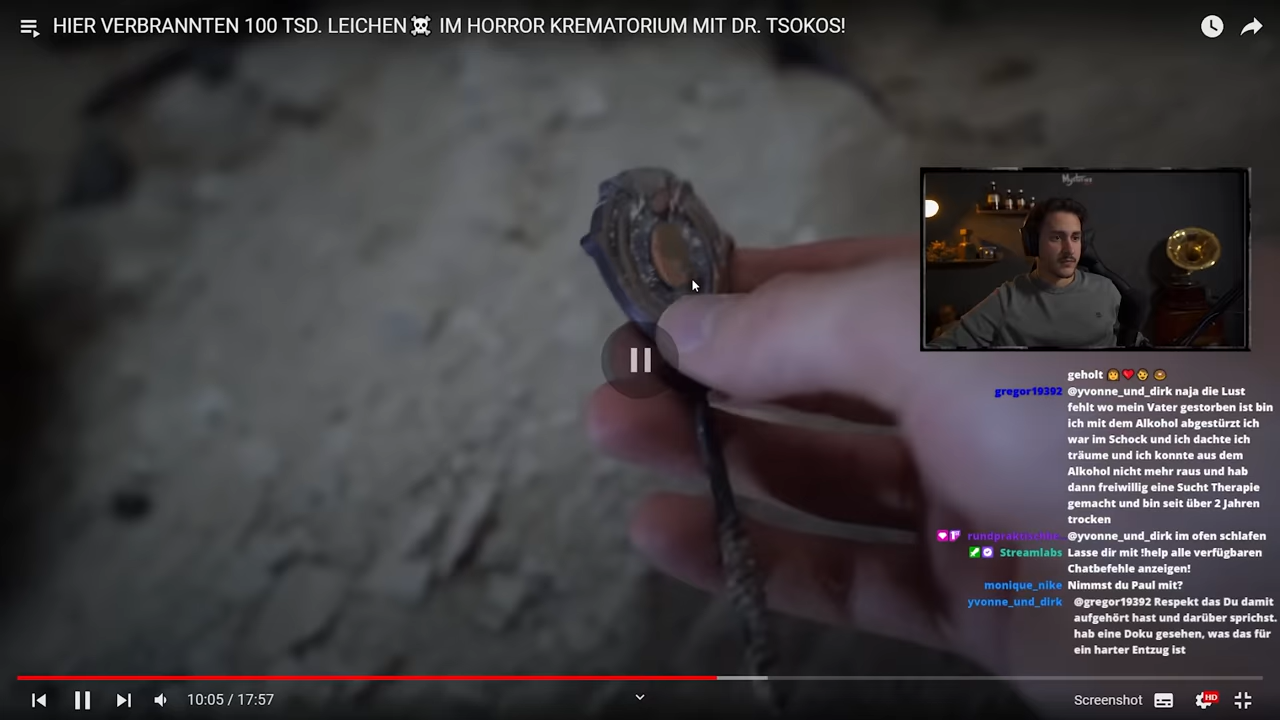 HIER VERBRANNTEN 100 TSD. LEICHEN☠️ IM HORROR KREMATORIUM MIT DR. TSOKOS!
Mysteries
geholt 👩❤️👨 🍩
gregor19392 @yvonne_und_dirk naja die Lust
fehlt wo mein Vater gestorben ist bin
ich mit dem Alkohol abgestürzt ich
war im Schock und ich dachte ich
träume und ich konnte aus dem
Alkohol nicht mehr raus und hab
dann freiwillig eine Sucht Therapie
gemacht und bin seit über 2 Jahren
trocken
@yvonne_und_dirk im ofen schlafen
Streamlabs Lasse dir mit !help alle verfügbaren
Chatbefehle anzeigen!
monique_nike Nimmst du Paul mit?
yvonne_und_dirk @gregor19392 Respekt das Du damit
aufgehört hast und darüber sprichst.
hab eine Doku gesehen, was das für
ein harter Entzug ist
10:05 / 17:57
Screenshot
HD